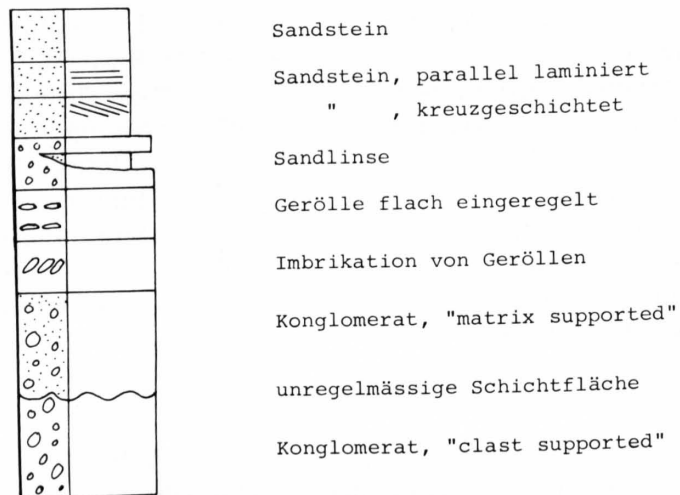 Sandstein
Sandstein, parallel laminiert
" , kreuzgeschichtet
Sandlinse
Gerölle flach eingeregelt
Imbrikation von Geröllen
Konglomerat, "matrix supported"
unregelmässige Schichtfläche
Konglomerat, "clast supported"